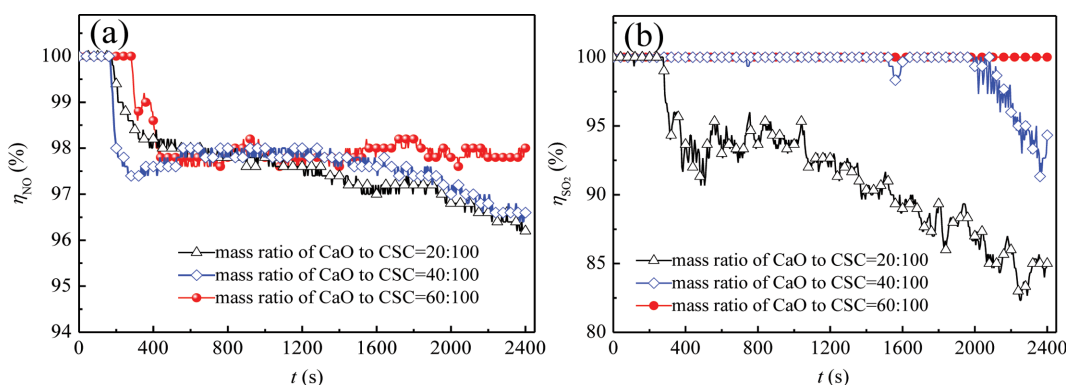 (a)
100
99
98
97
96
95
94
η_NO (%)
0 400 800 1200 1600 2000 2400
t (s)
mass ratio of CaO to CSC=20:100
mass ratio of CaO to CSC=40:100
mass ratio of CaO to CSC=60:100
(b)
100
95
90
85
80
η_SO₂ (%)
0 400 800 1200 1600 2000 2400
t (s)
mass ratio of CaO to CSC=20:100
mass ratio of CaO to CSC=40:100
mass ratio of CaO to CSC=60:100